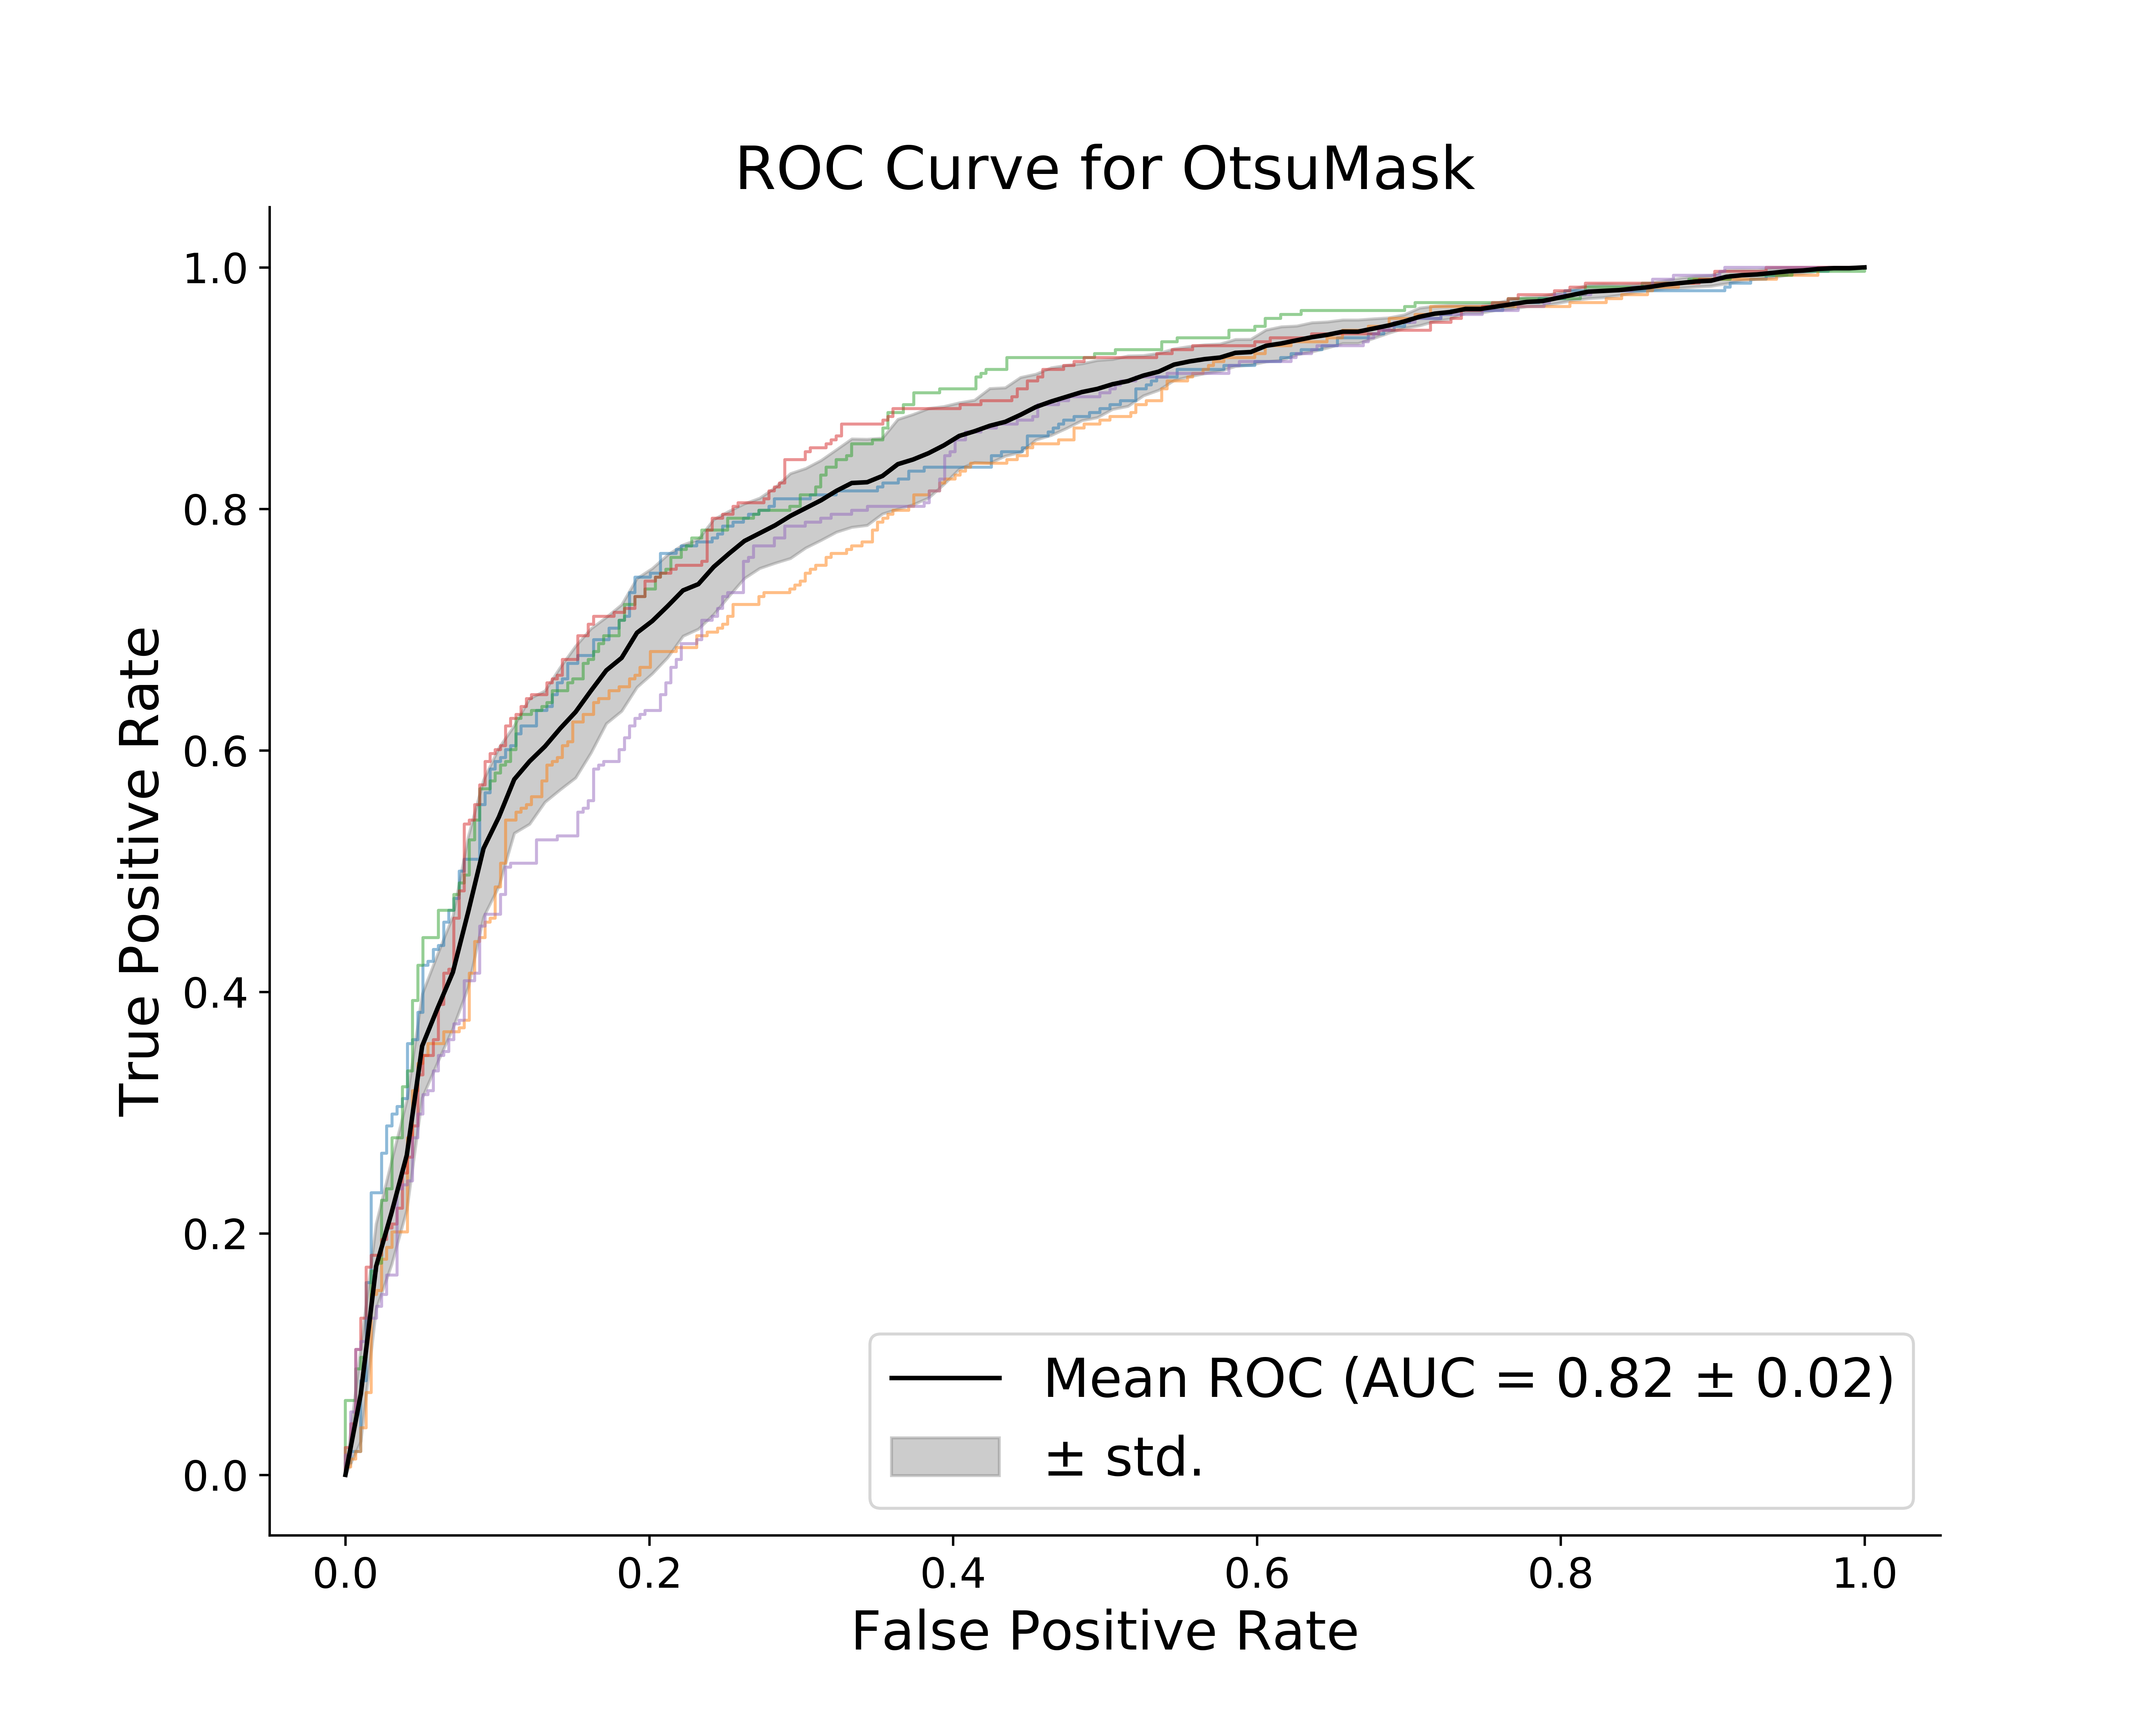 ROC Curve for OtsuMask
True Positive Rate
1.0
0.8
0.6
0.4
0.2
0.0
Mean ROC (AUC = 0.82 ± 0.02)
± std.
0.0 0.2 0.4 0.6 0.8 1.0
False Positive Rate